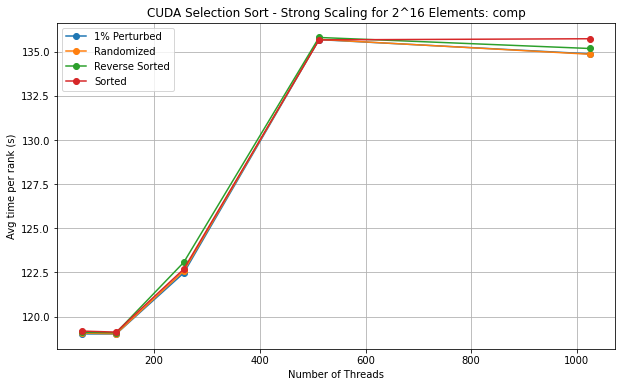 CUDA Selection Sort - Strong Scaling for 2^16 Elements: comp
1% Perturbed
Randomized
Reverse Sorted
Sorted
Avg time per rank (s)
135.0
132.5
130.0
127.5
125.0
122.5
120.0
200 400 600 800 1000
Number of Threads